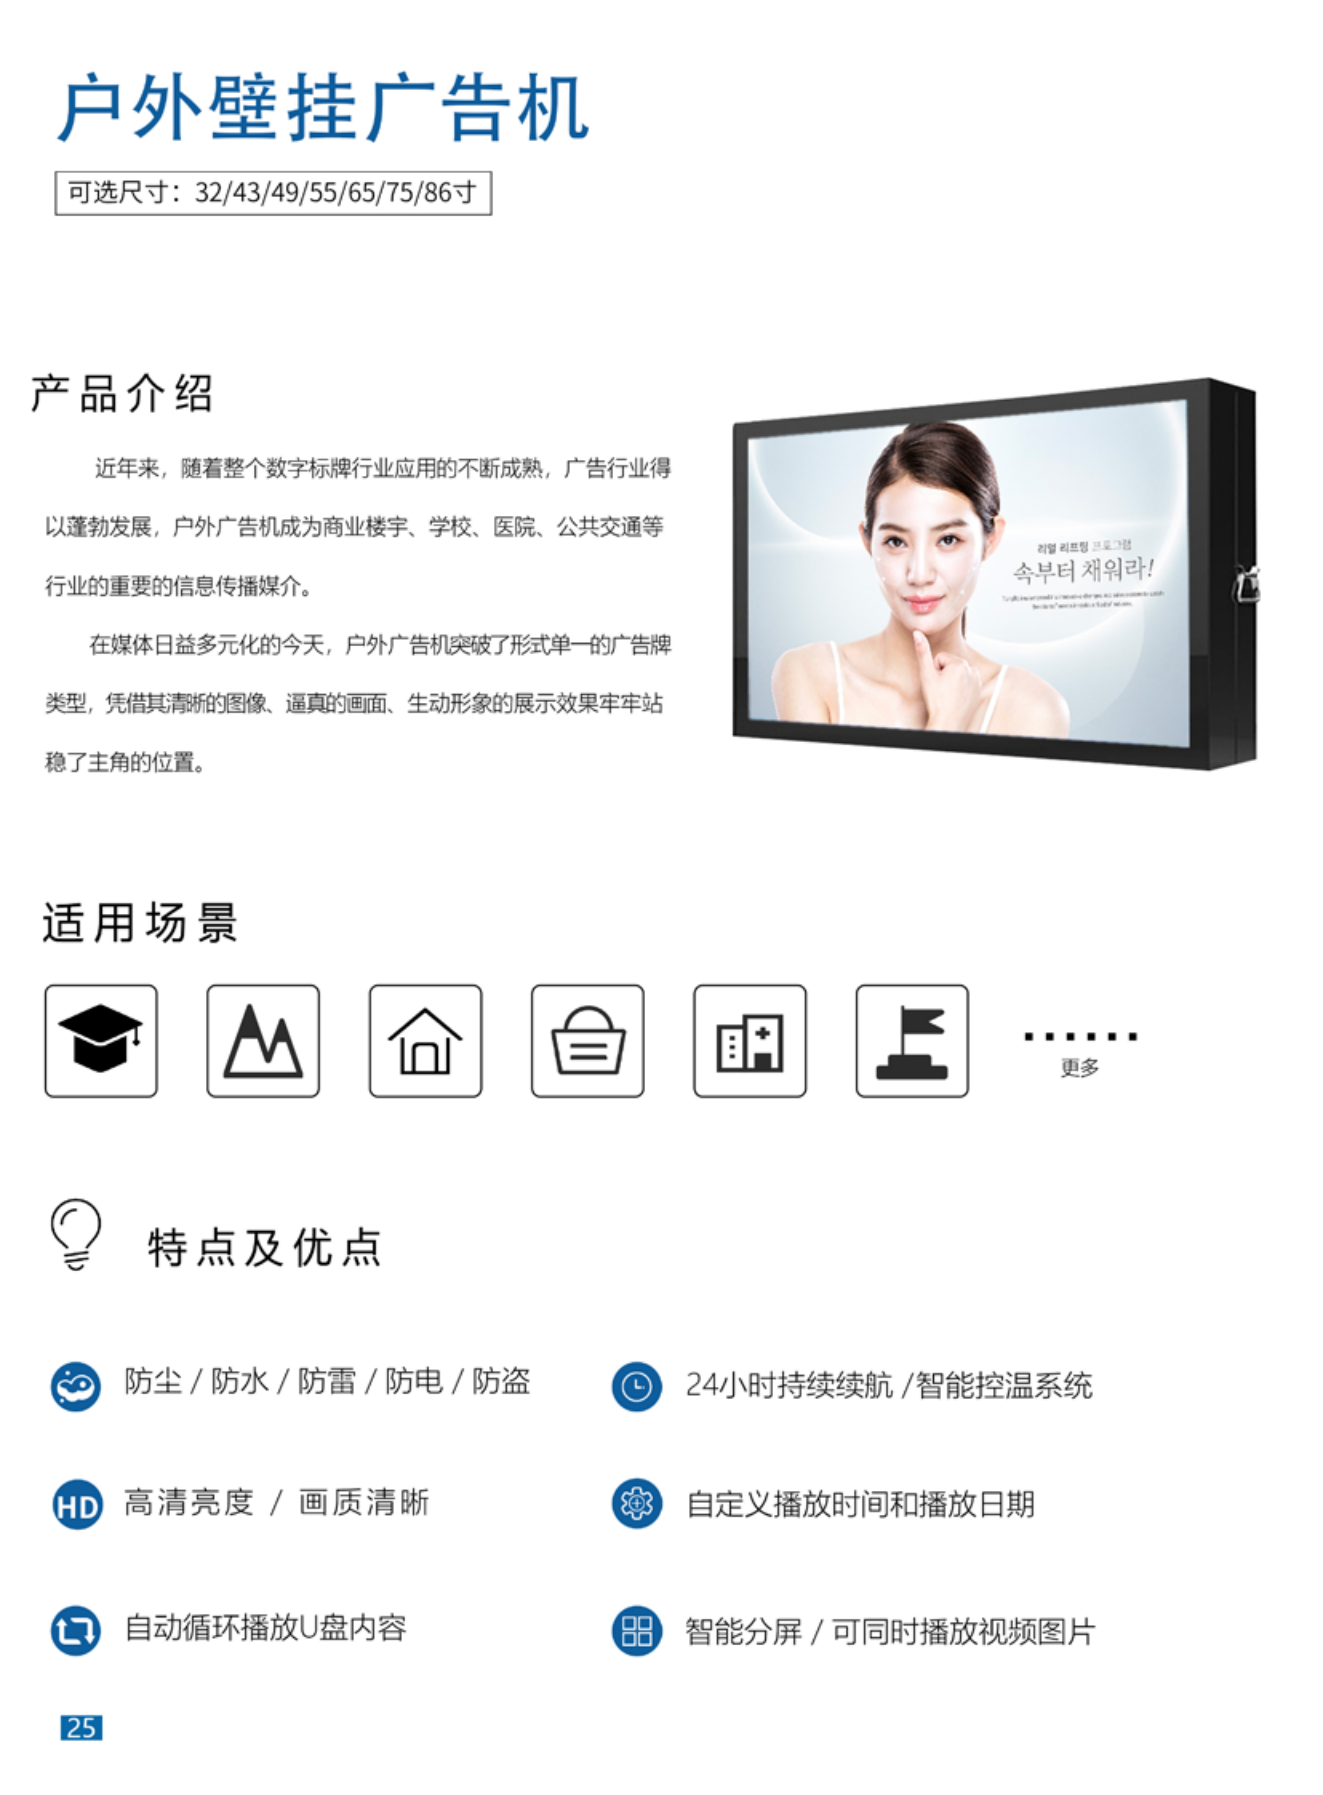 户外壁挂广告机
可选尺寸：32/43/49/55/65/75/86寸
产品介绍
近年来，随着整个数字标牌行业应用的不断成熟，广告行业得
以蓬勃发展，户外广告机成为商业楼宇、学校、医院、公共交通等
行业的重要的信息传播媒介。
在媒体日益多元化的今天，户外广告机突破了形式单一的广告牌
类型，凭借其清晰的图像、逼真的画面、生动形象的展示效果牢牢站
稳了主角的位置。
리얼 리프팅 프로그램
속부터 채워라!
适用场景
······
更多
特点及优点
防尘 / 防水 / 防雷 / 防电 / 防盗
24小时持续续航 /智能控温系统
HD 高清亮度 / 画质清晰
自定义播放时间和播放日期
自动循环播放U盘内容
智能分屏 / 可同时播放视频图片
25